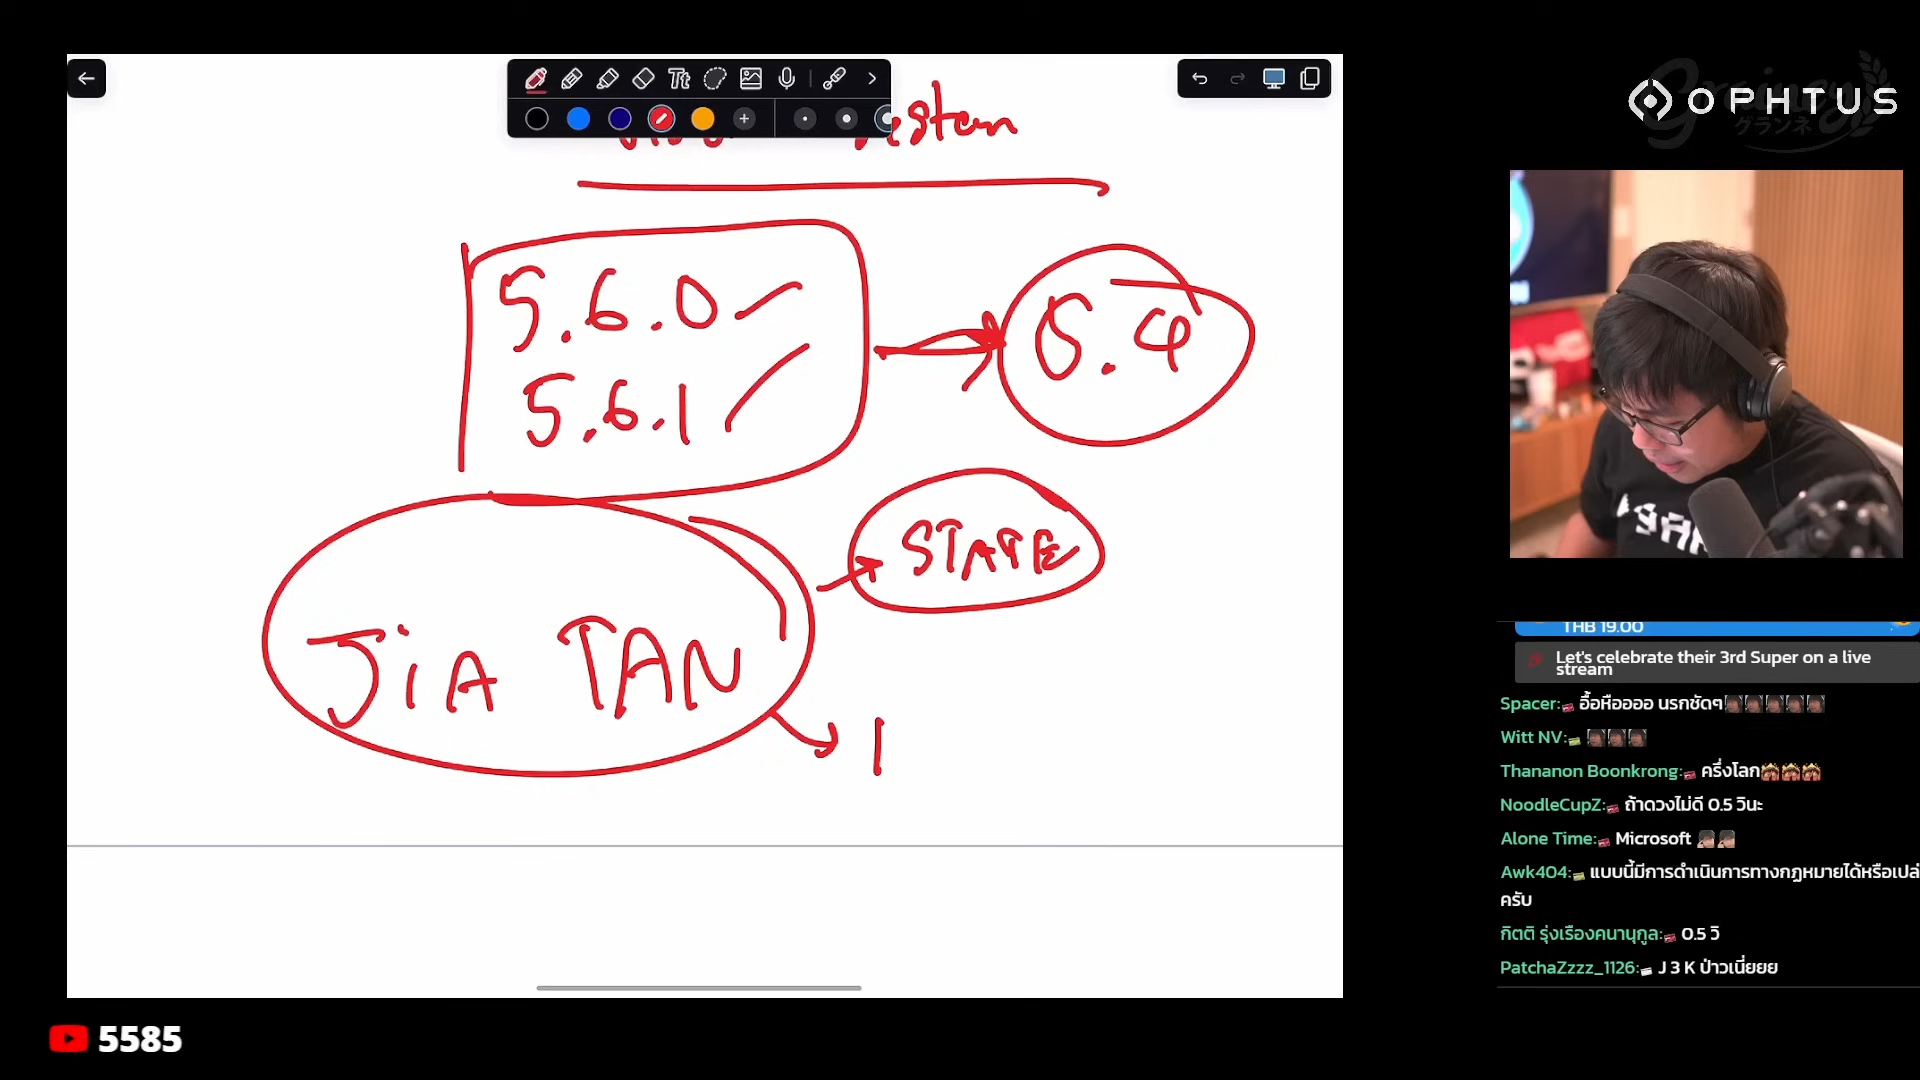 Tt
5.6.0
5.6.1
5.4
STATE
JiA TAN
1
OPHTUS
グランネ
THB 19.00
Let's celebrate their 3rd Super on a live
stream
Spacer: อื้อหืออออ นรกชัดๆ
Witt NV:
Thananon Boonkrong: ครึ่งโลก
NoodleCupZ: ถ้าดวงไม่ดี 0.5 วินะ
Alone Time: Microsoft
Awk404: แบบนี้มีการดำเนินการทางกฏหมายได้หรือเปล่
ครับ
กิตติ รุ่งเรืองคนานุกูล: 0.5 วิ
PatchaZzzz_1126: J 3 K ป่าวเนี่ยยย
5585